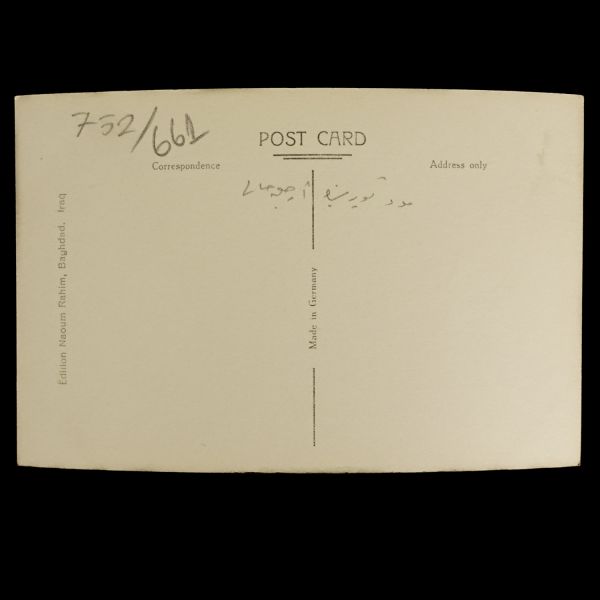 752/661
POST CARD
Correspondence
Address only
Made in Germany
Edition Naoum Rahim, Baghdad, Iraq